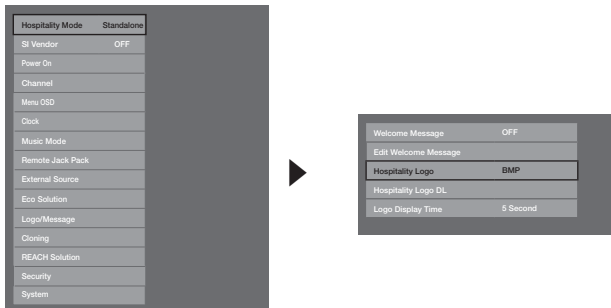 Hospitality Mode Standalone
SI Vendor OFF
Power On
Channel
Menu OSD
Clock
Music Mode
Remote Jack Pack
External Source
Eco Solution
Logo/Message
Cloning
REACH Solution
Security
System
Welcome Message OFF
Edit Welcome Message
Hospitality Logo BMP
Hospitality Logo DL
Logo Display Time 5 Second